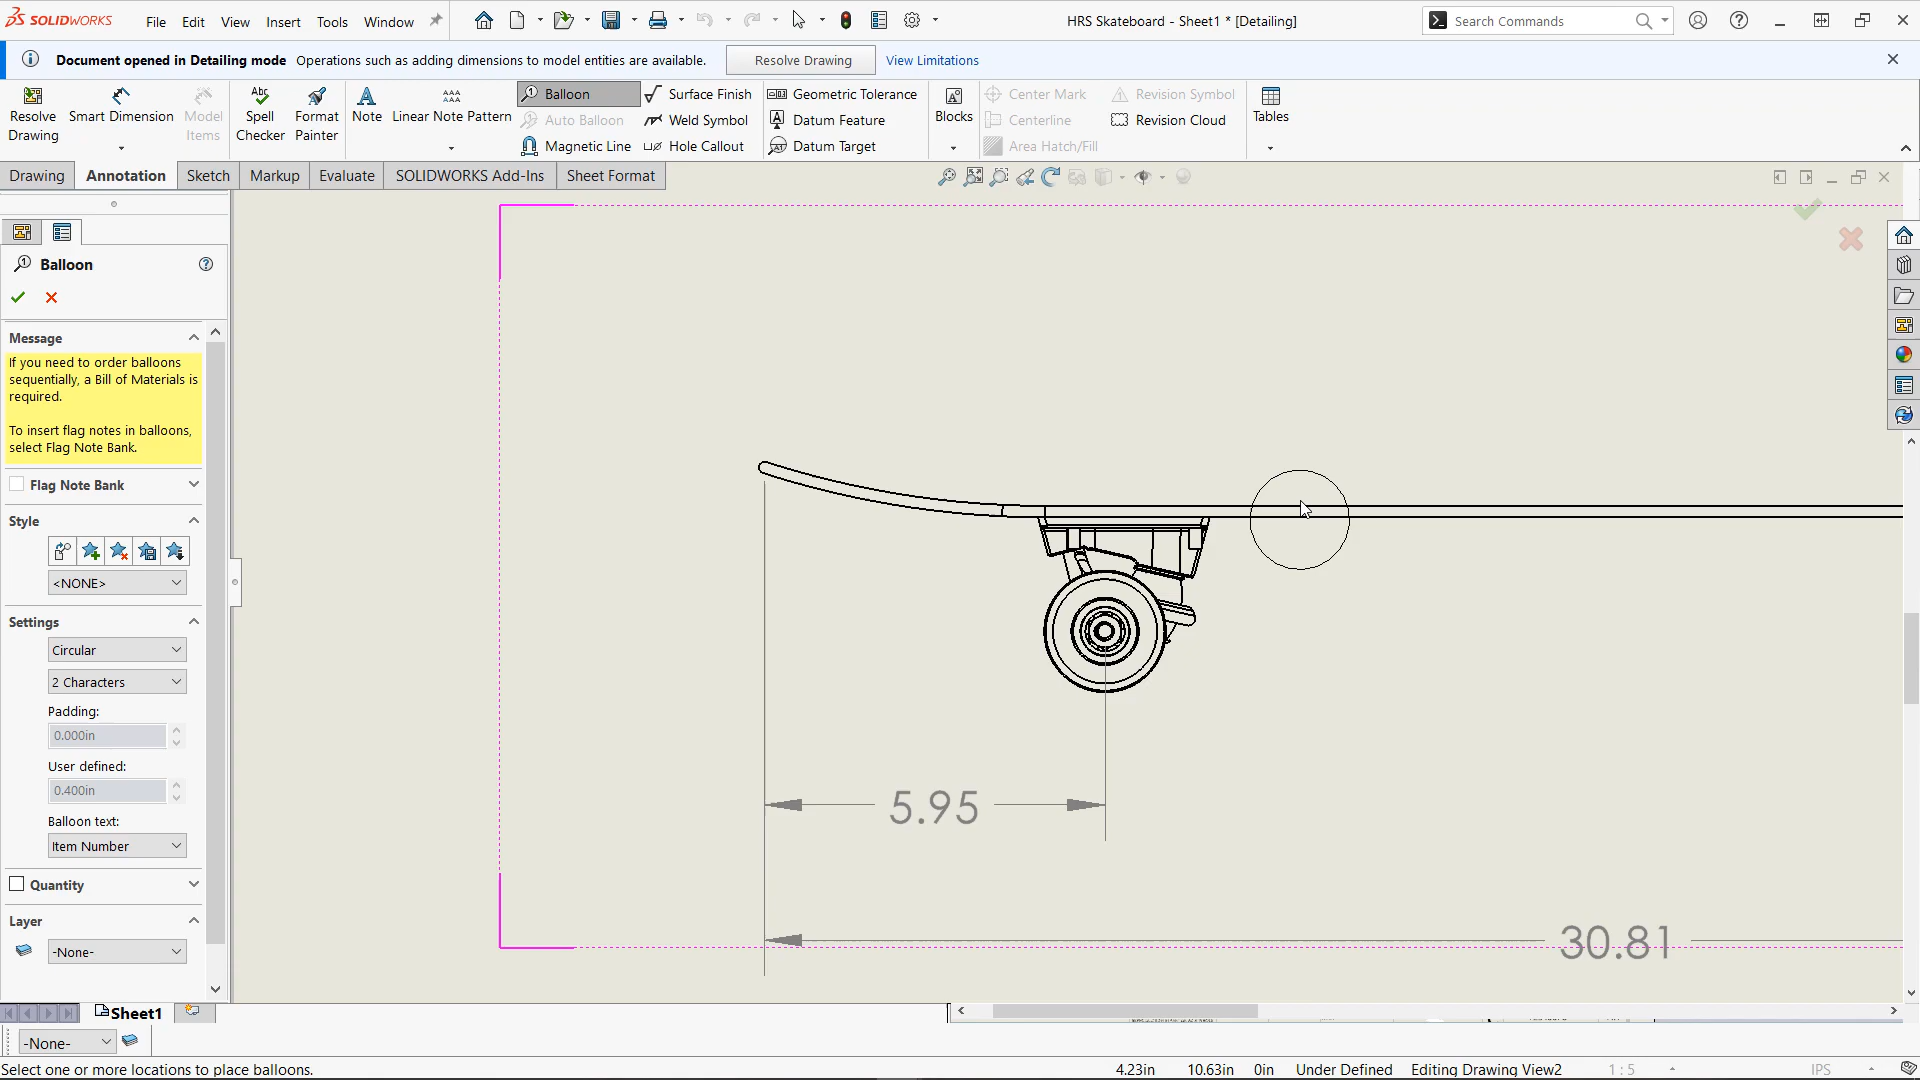 SOLIDWORKS
File Edit View Insert Tools Window
HRS Skateboard - Sheet1 * [Detailing]
Search Commands
Document opened in Detailing mode Operations such as adding dimensions to model entities are available.
Resolve Drawing
View Limitations
Resolve Drawing
Smart Dimension
Model Items
Spell Checker
Format Painter
Note
Linear Note Pattern
Balloon
Auto Balloon
Magnetic Line
Surface Finish
Weld Symbol
Hole Callout
Geometric Tolerance
Datum Feature
Datum Target
Blocks
Center Mark
Centerline
Area Hatch/Fill
Revision Symbol
Revision Cloud
Tables
Drawing Annotation Sketch Markup Evaluate SOLIDWORKS Add-Ins Sheet Format
Balloon
Message
If you need to order balloons
sequentially, a Bill of Materials is
required.
To insert flag notes in balloons,
select Flag Note Bank.
Flag Note Bank
Style
<NONE>
Settings
Circular
2 Characters
Padding:
0.000in
User defined:
0.400in
Balloon text:
Item Number
Quantity
Layer
-None-
5.95
30.81
Sheet1
-None-
Select one or more locations to place balloons.
4.23in 10.63in 0in Under Defined Editing Drawing View2 1 : 5 IPS